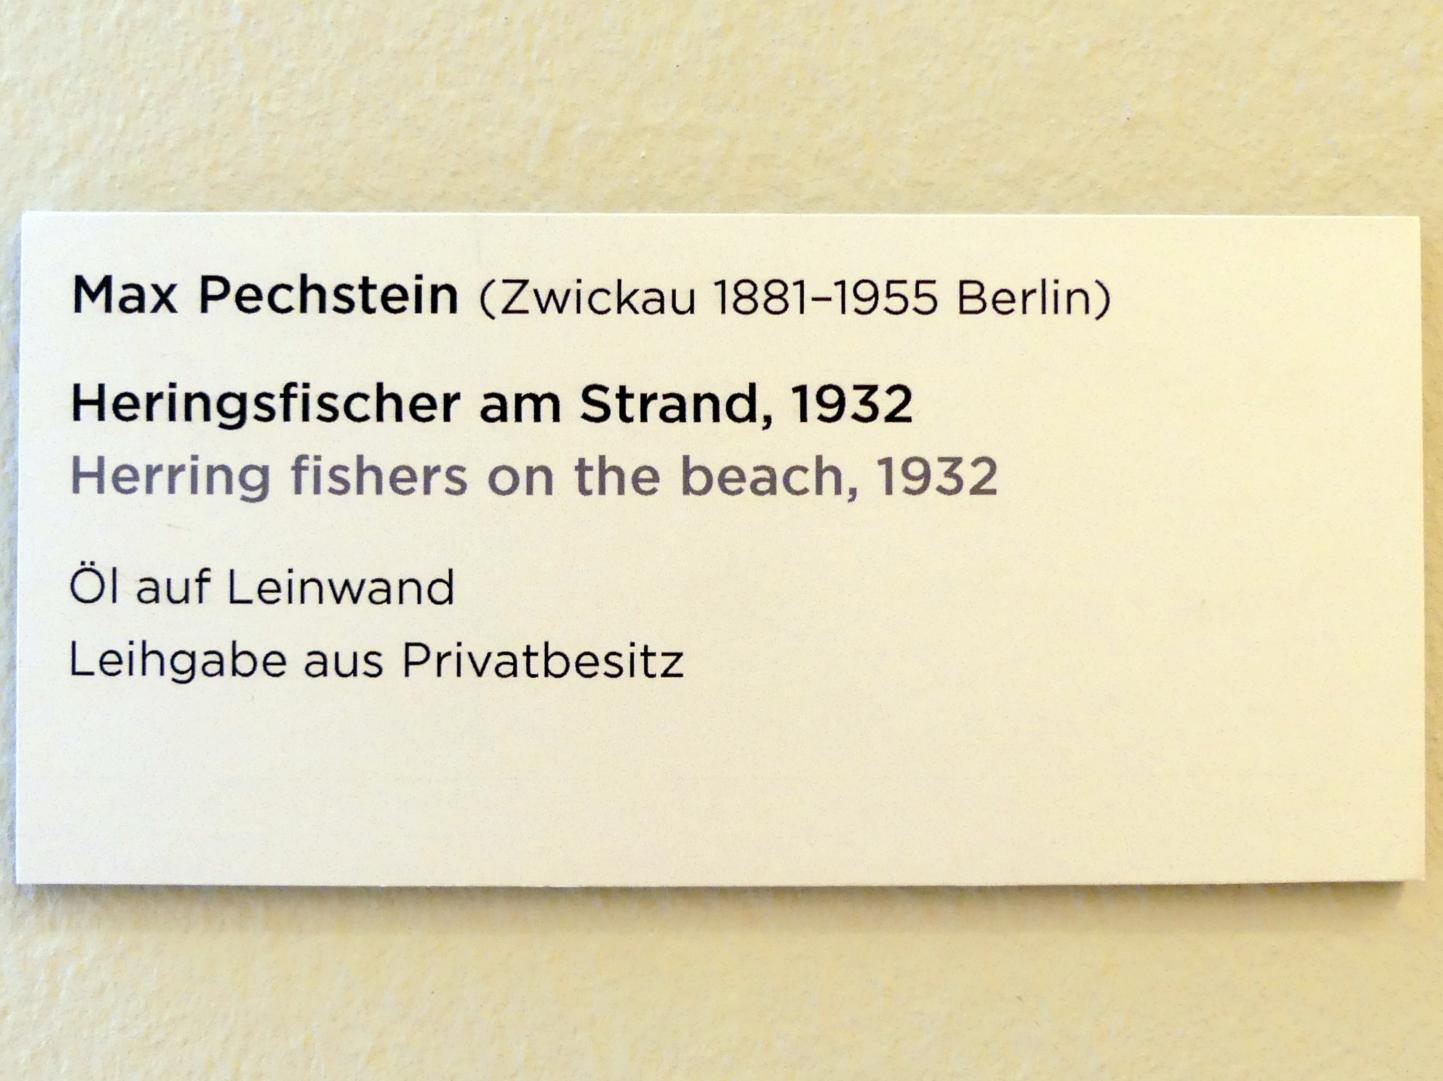 Max Pechstein (Zwickau 1881–1955 Berlin)
Heringsfischer am Strand, 1932
Herring fishers on the beach, 1932
Öl auf Leinwand
Leihgabe aus Privatbesitz